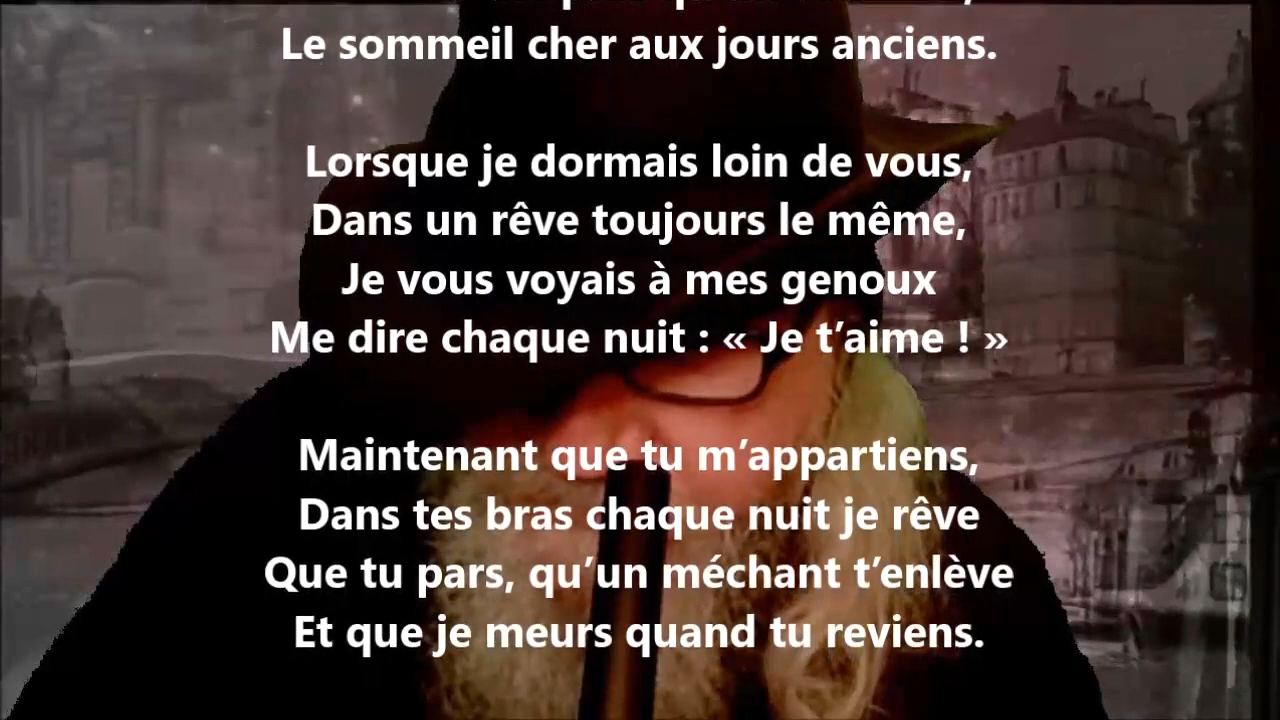 Le sommeil cher aux jours anciens.
Lorsque je dormais loin de vous,
Dans un rêve toujours le même,
Je vous voyais à mes genoux
Me dire chaque nuit : « Je t’aime ! »
Maintenant que tu m’appartiens,
Dans tes bras chaque nuit je rêve
Que tu pars, qu’un méchant t’enlève
Et que je meurs quand tu reviens.